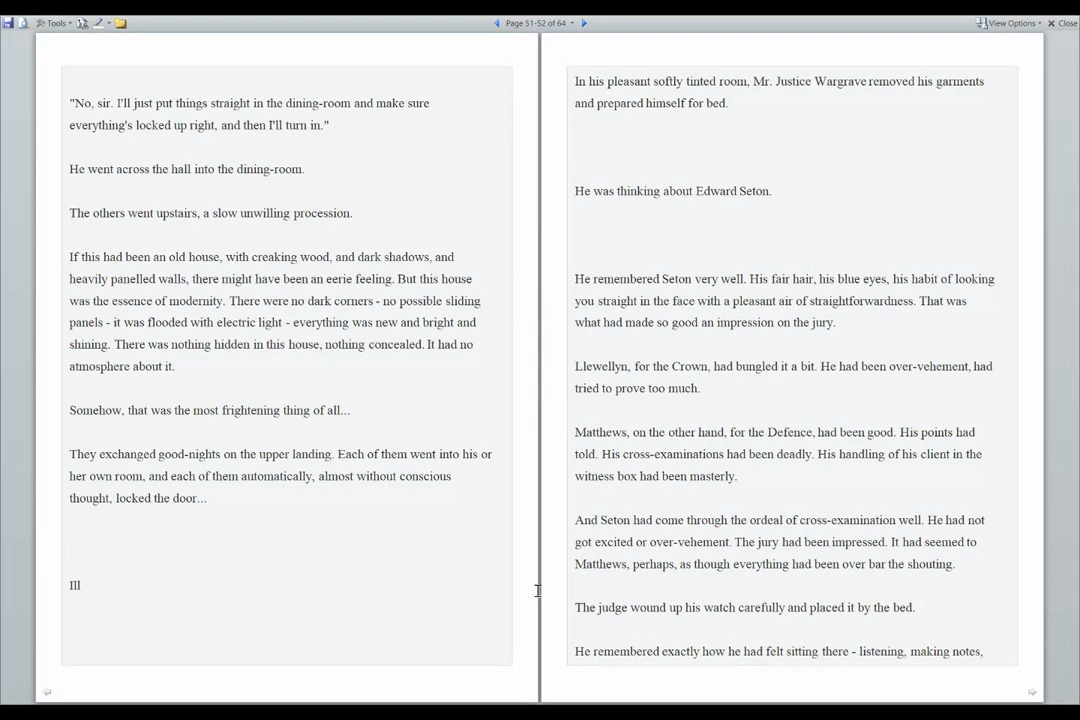 Tools
Page 51-52 of 64
View Options
Close
"No, sir. I'll just put things straight in the dining-room and make sure
everything's locked up right, and then I'll turn in."
He went across the hall into the dining-room.
The others went upstairs, a slow unwilling procession.
If this had been an old house, with creaking wood, and dark shadows, and
heavily panelled walls, there might have been an eerie feeling. But this house
was the essence of modernity. There were no dark corners - no possible sliding
panels - it was flooded with electric light - everything was new and bright and
shining. There was nothing hidden in this house, nothing concealed. It had no
atmosphere about it.
Somehow, that was the most frightening thing of all...
They exchanged good-nights on the upper landing. Each of them went into his or
her own room, and each of them automatically, almost without conscious
thought, locked the door...
Ill
In his pleasant softly tinted room, Mr. Justice Wargrave removed his garments
and prepared himself for bed.
He was thinking about Edward Seton.
He remembered Seton very well. His fair hair, his blue eyes, his habit of looking
you straight in the face with a pleasant air of straightforwardness. That was
what had made so good an impression on the jury.
Llewellyn, for the Crown, had bungled it a bit. He had been over-vehement, had
tried to prove too much.
Matthews, on the other hand, for the Defence, had been good. His points had
told. His cross-examinations had been deadly. His handling of his client in the
witness box had been masterly.
And Seton had come through the ordeal of cross-examination well. He had not
got excited or over-vehement. The jury had been impressed. It had seemed to
Matthews, perhaps, as though everything had been over bar the shouting.
The judge wound up his watch carefully and placed it by the bed.
He remembered exactly how he had felt sitting there - listening, making notes,